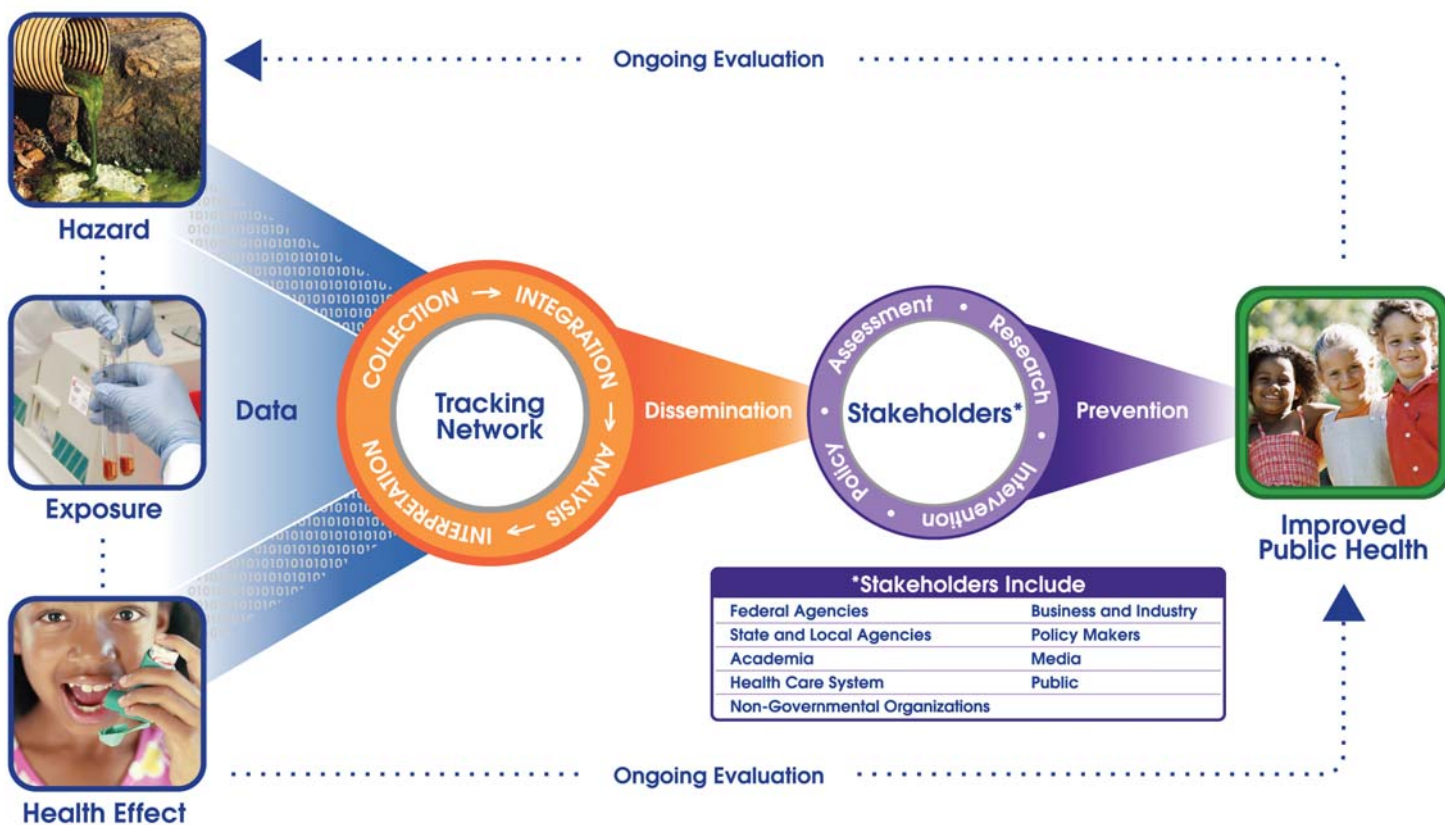 Ongoing Evaluation
Hazard
Exposure
Health Effect
Data
COLLECTION → INTEGRATION → ANALYSIS → INTERPRETATION
Tracking
Network
Dissemination
Assessment • Research • Intervention • Policy •
Stakeholders*
Prevention
Improved
Public Health
*Stakeholders Include
Federal Agencies Business and Industry
State and Local Agencies Policy Makers
Academia Media
Health Care System Public
Non-Governmental Organizations
Ongoing Evaluation